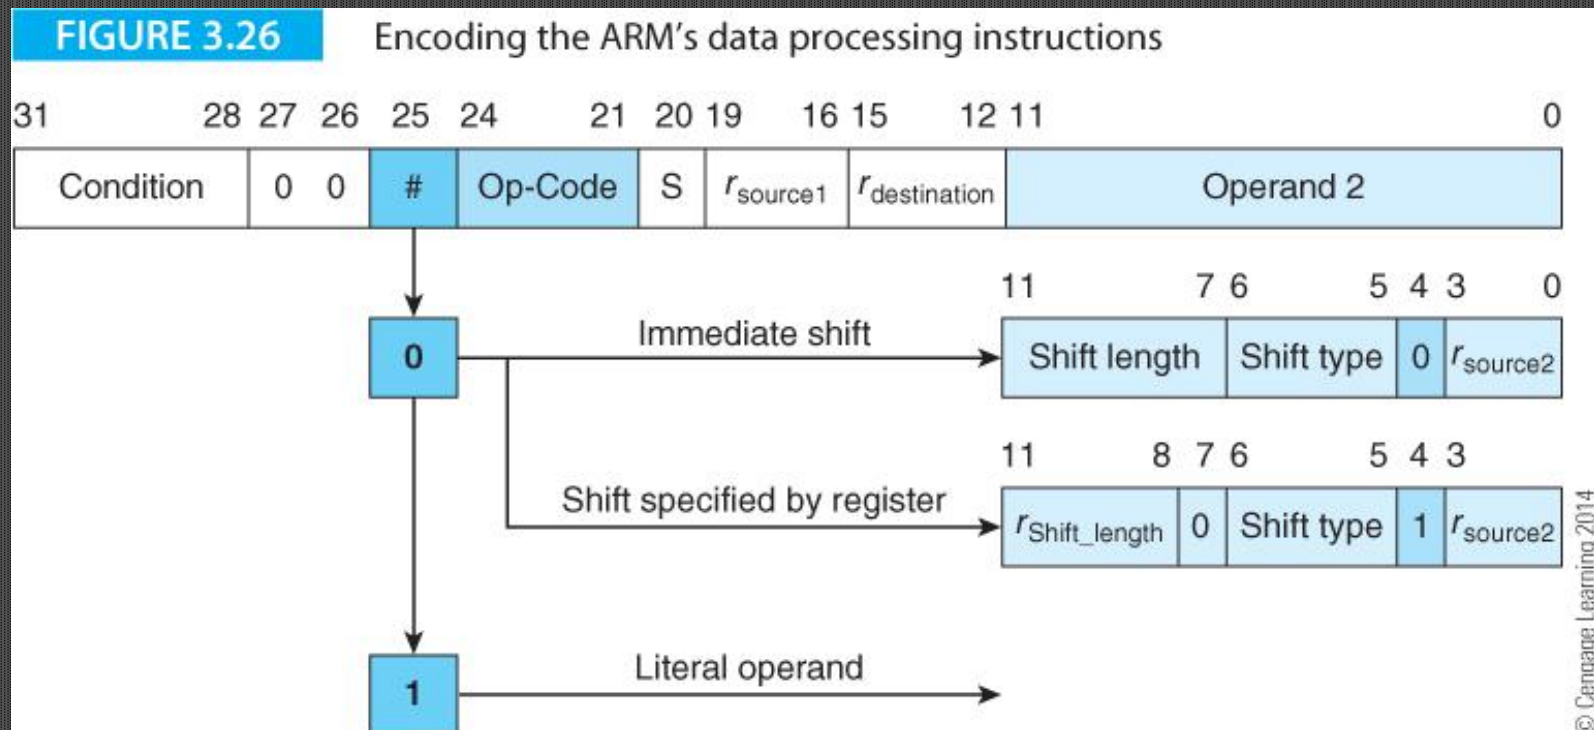 FIGURE 3.26 Encoding the ARM's data processing instructions
31 28 27 26 25 24 21 20 19 16 15 12 11 0
Condition 0 0 # Op-Code S rsource1 rdestination Operand 2
11 7 6 5 4 3 0
0 Immediate shift Shift length Shift type 0 rsource2
11 8 7 6 5 4 3
Shift specified by register rShift_length 0 Shift type 1 rsource2
1 Literal operand
© Cengage Learning 2014